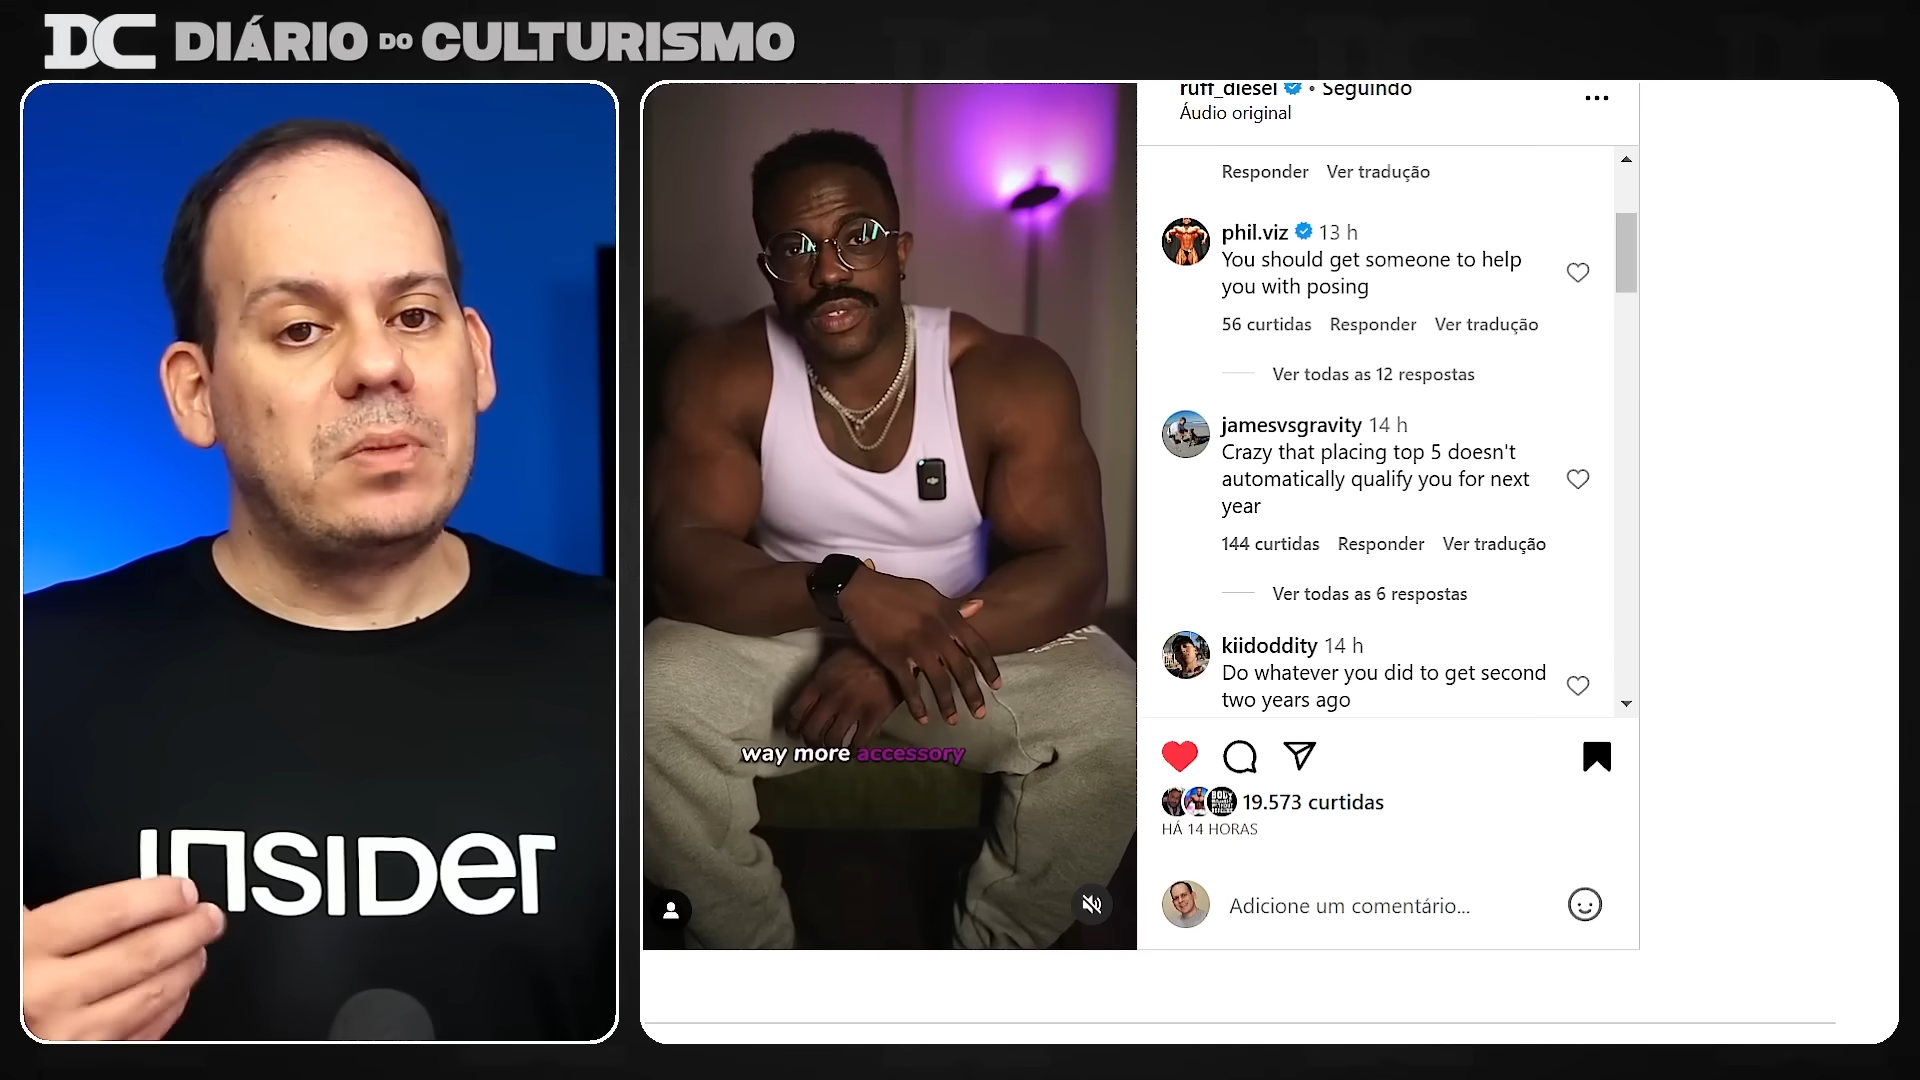 DC DIÁRIO DO CULTURISMO
INSIDER
way more accessory
ruff_diesel • Seguindo
Áudio original
Responder Ver tradução
phil.viz 13 h
You should get someone to help
you with posing
56 curtidas Responder Ver tradução
Ver todas as 12 respostas
jamesvsgravity 14 h
Crazy that placing top 5 doesn't
automatically qualify you for next
year
144 curtidas Responder Ver tradução
Ver todas as 6 respostas
kiidoddity 14 h
Do whatever you did to get second
two years ago
19.573 curtidas
HÁ 14 HORAS
Adicione um comentário...